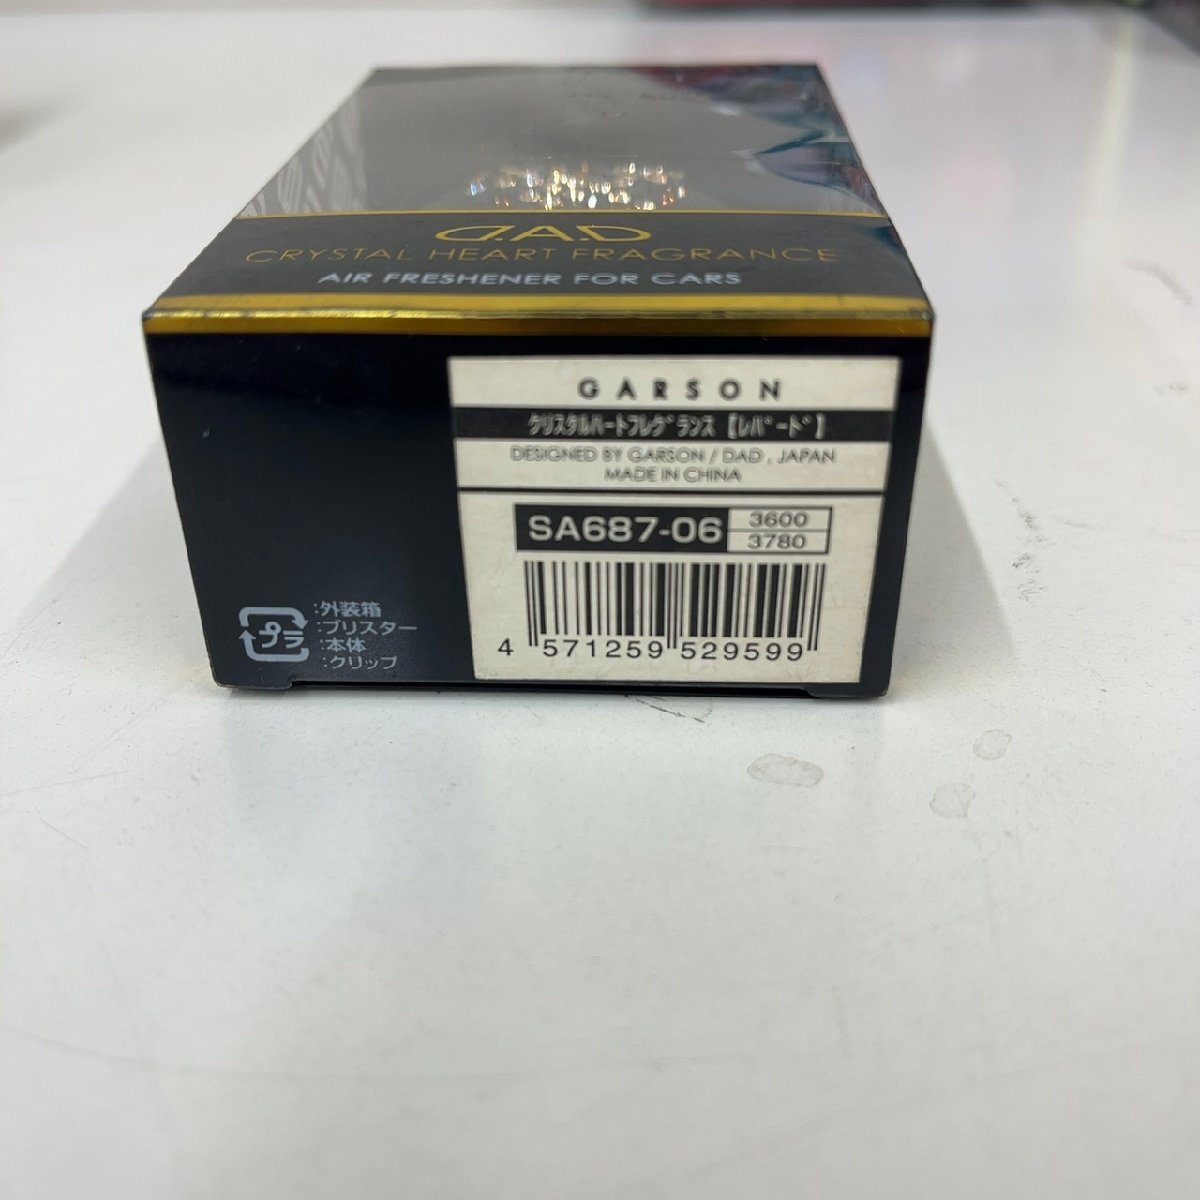 D.A.D
CRYSTAL HEART FRAGRANCE
AIR FRESHENER FOR CARS
GARSON
クリスタルハートフレグランス【レパード】
DESIGNED BY GARSON / DAD , JAPAN
MADE IN CHINA
SA687-06
3600
3780
4 571259 529599
プラ
:外装箱
:ブリスター
:本体
:クリップ